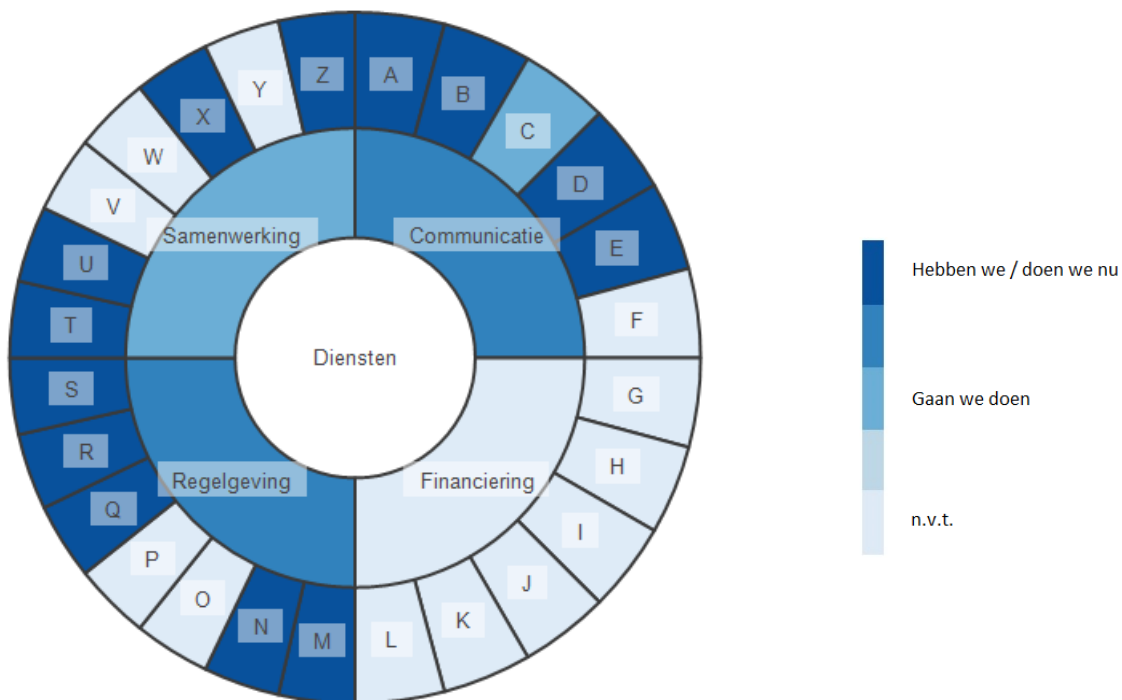 Z
A
Y
B
X
C
W
D
V
Samenwerking
Communicatie
E
U
F
T
Diensten
S
G
R
H
Regelgeving
Financiering
Q
I
P
J
O
K
N
M
L
Hebben we / doen we nu
Gaan we doen
n.v.t.